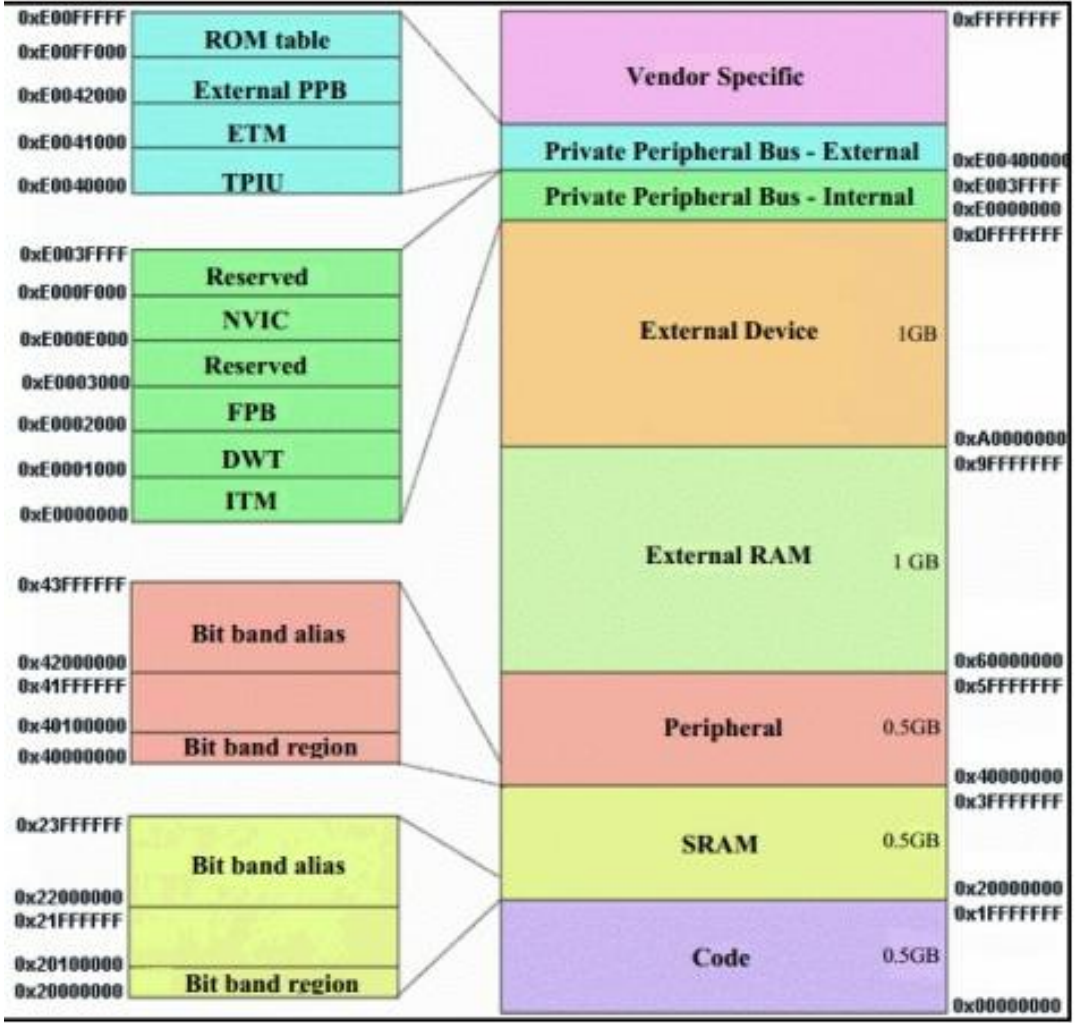 0xE00FFFFF
ROM table
0xE00FF000
External PPB
0xE0042000
ETM
0xE0041000
TPIU
0xE0040000
0xE003FFFF
Reserved
0xE000F000
NVIC
0xE000E000
Reserved
0xE0003000
FPB
0xE0002000
DWT
0xE0001000
ITM
0xE0000000
0x43FFFFFF
Bit band alias
0x42000000
0x41FFFFFF
0x40100000
Bit band region
0x40000000
0x23FFFFFF
Bit band alias
0x22000000
0x21FFFFFF
0x20100000
Bit band region
0x20000000
0xFFFFFFFF
Vendor Specific
Private Peripheral Bus - External
0xE00400000
0xE003FFFF
Private Peripheral Bus - Internal
0xE0000000
0xDFFFFFFF
External Device 1GB
0xA0000000
0x9FFFFFFF
External RAM 1 GB
0x60000000
0x5FFFFFFF
Peripheral 0.5GB
0x40000000
0x3FFFFFFF
SRAM 0.5GB
0x20000000
0x1FFFFFFF
Code 0.5GB
0x00000000